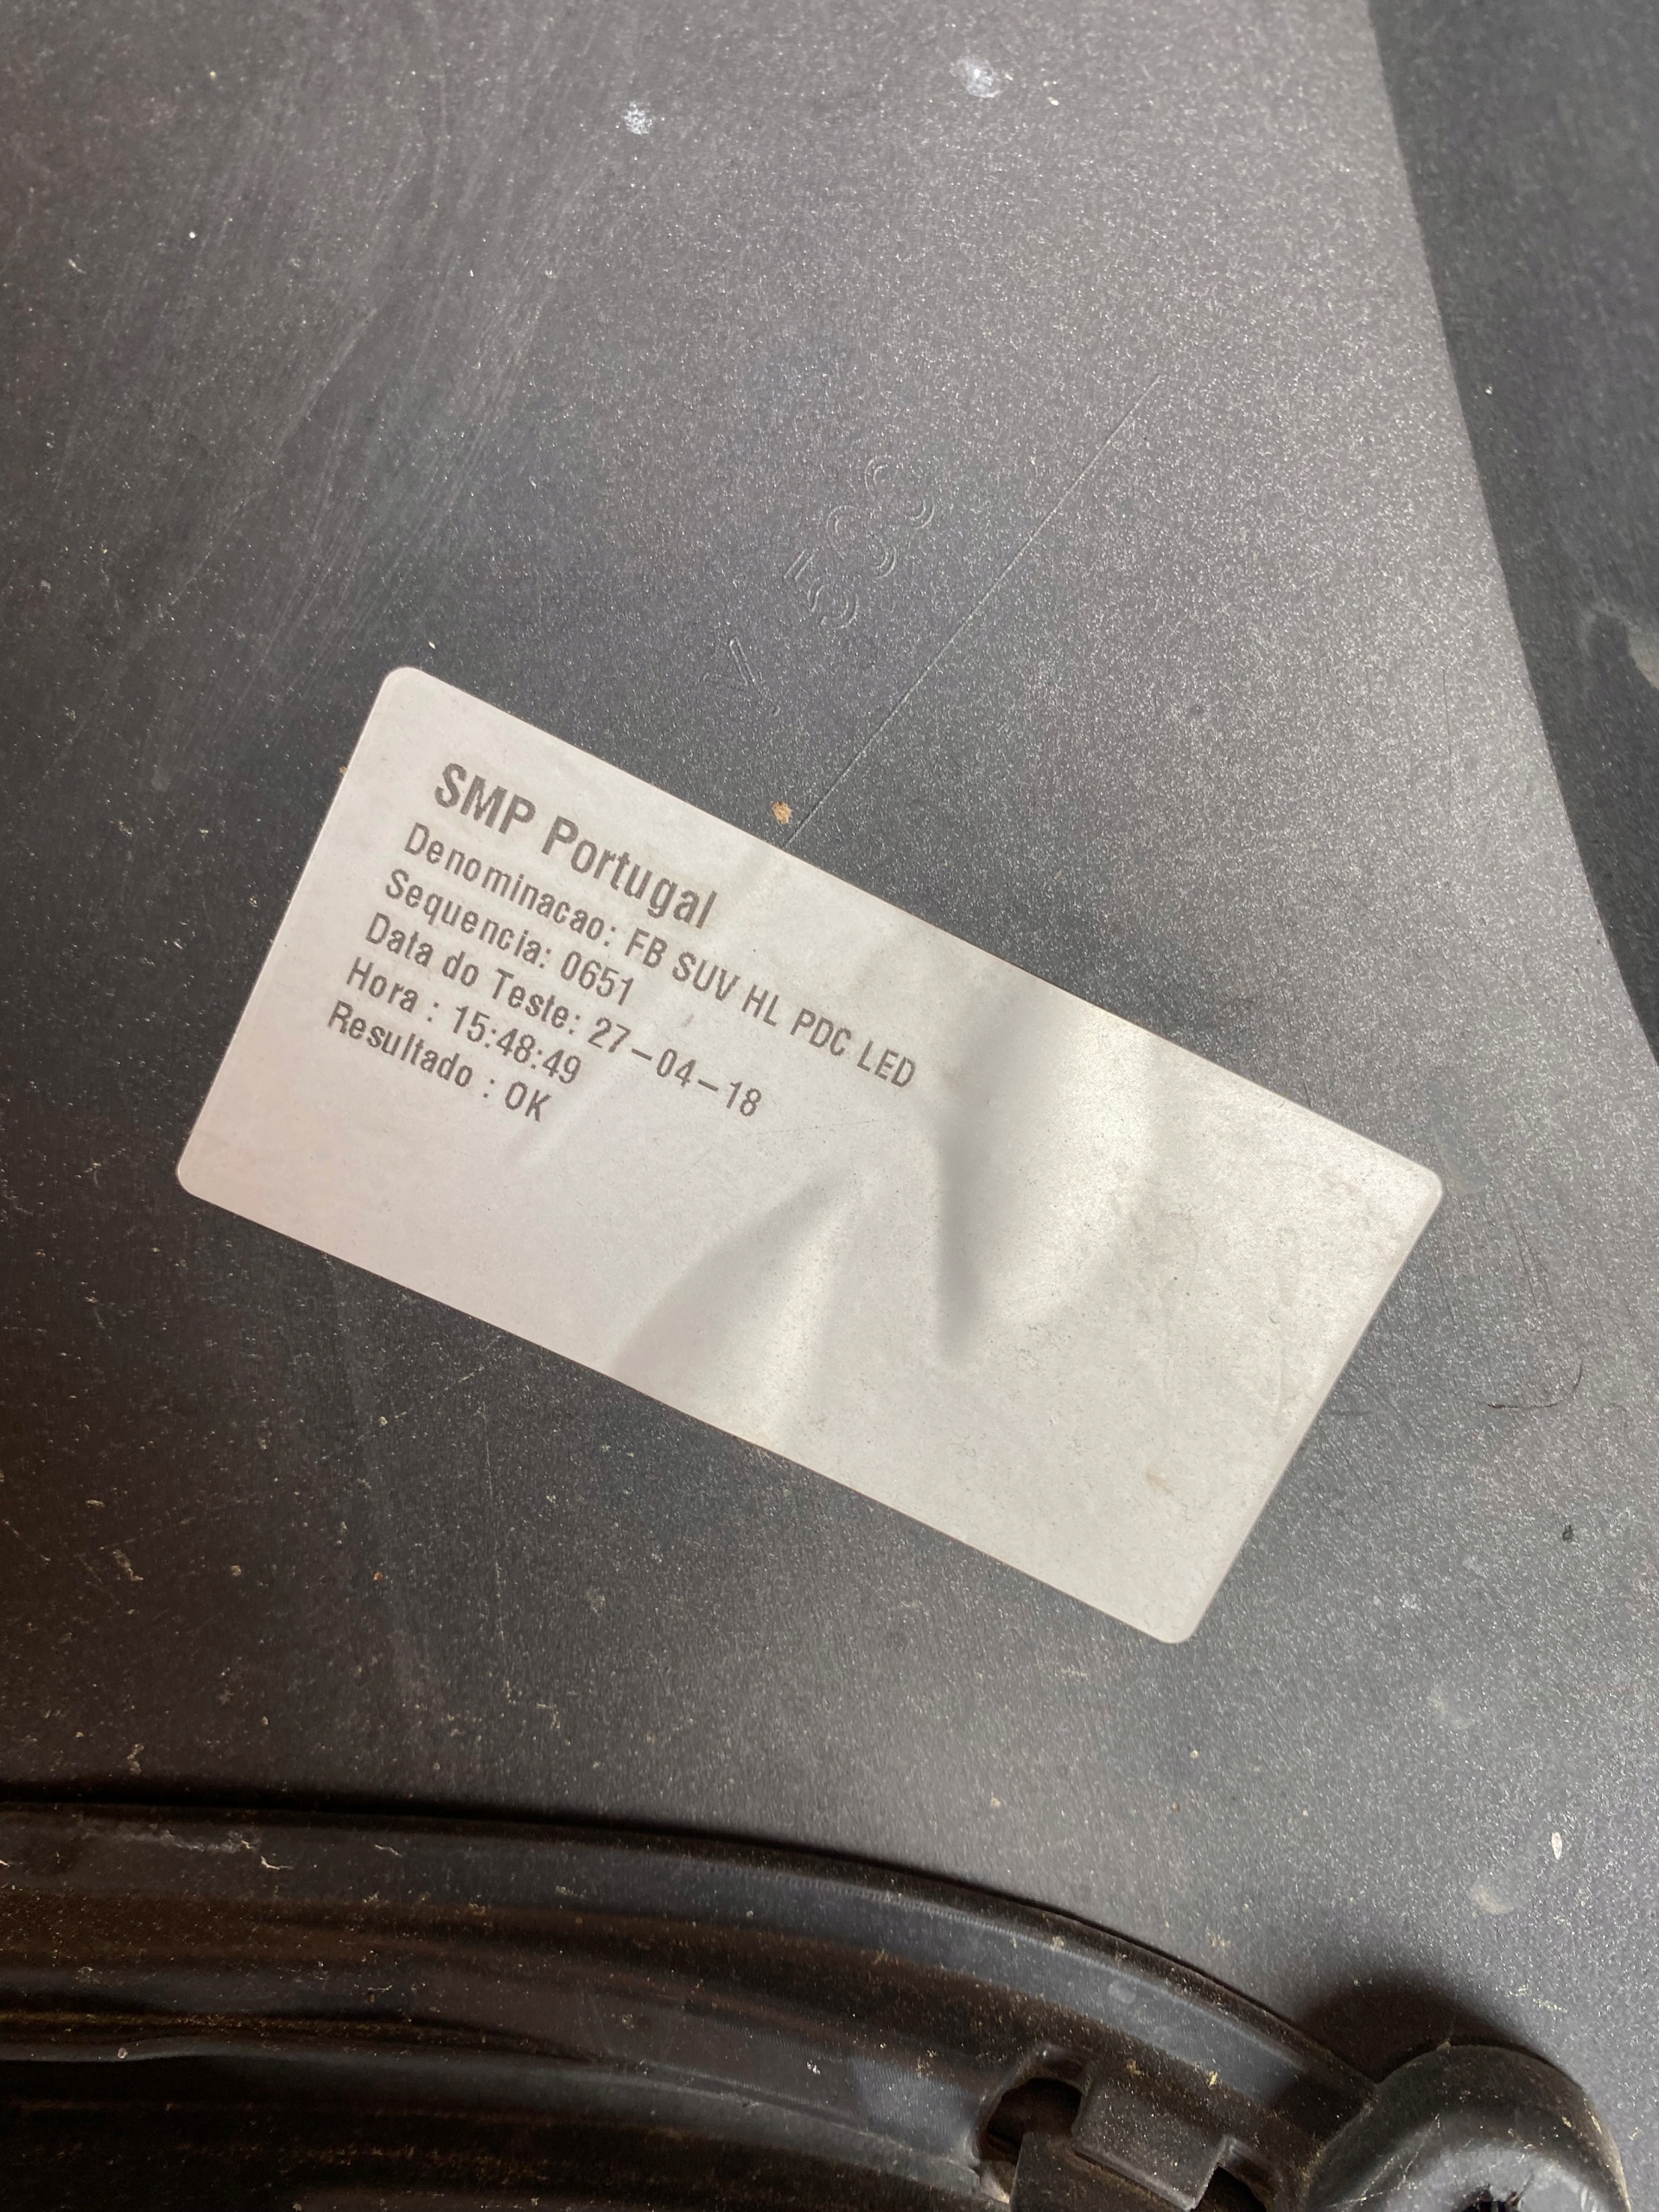 SMP Portugal
Denominacao: FB SUV HL PDC LED
Sequencia: 0651
Data do Teste: 27-04-18
Hora : 15:48:49
Resultado : OK